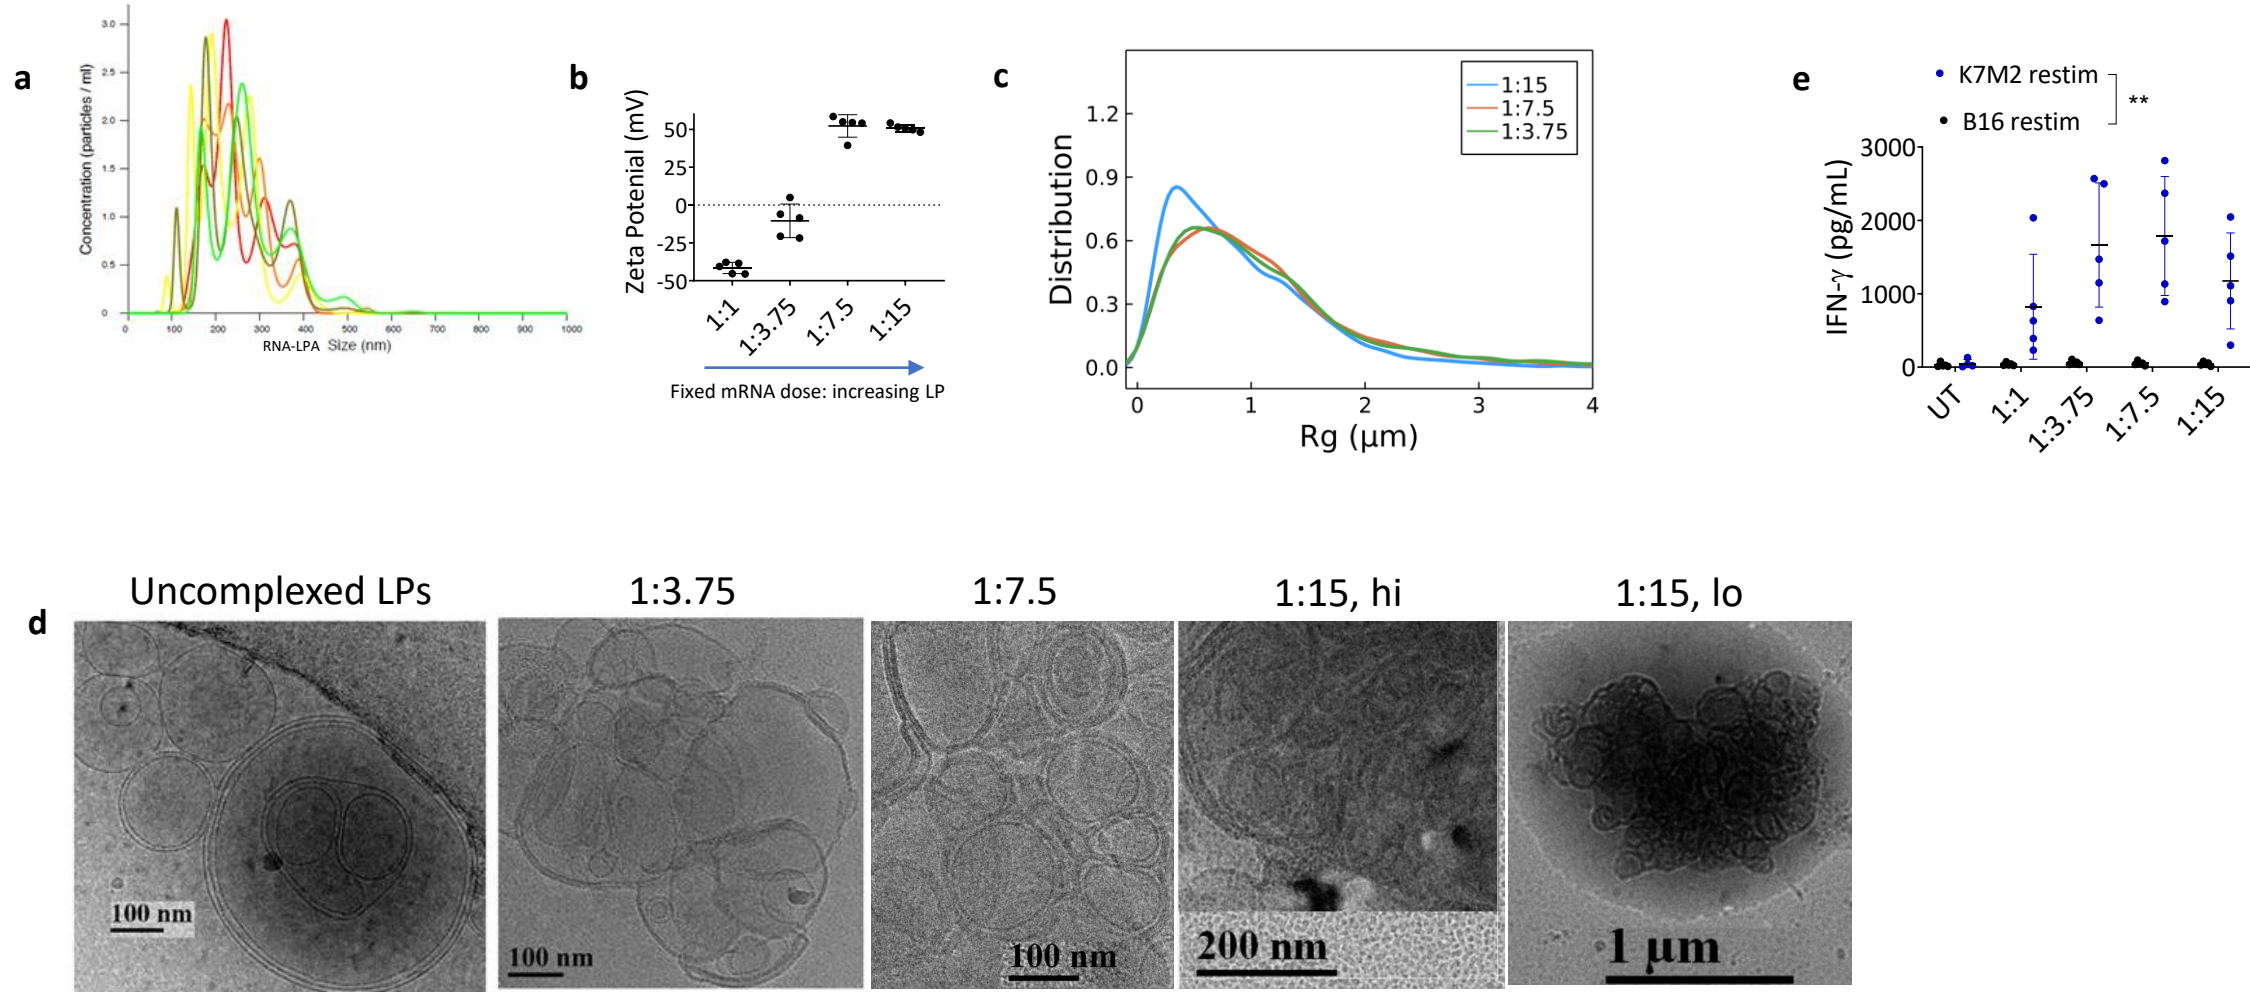 a
Concentration (particles / ml)
3.0
2.5
2.0
1.5
1.0
0.5
0
0 100 200 300 400 500 600 700 800 900 1000
RNA-LPA Size (nm)
b
Zeta Potenial (mV)
50
25
0
-25
-50
1:1 1:3.75 1:7.5 1:15
Fixed mRNA dose: increasing LP
c
Distribution
1.2
0.9
0.6
0.3
0.0
1:15
1:7.5
1:3.75
0 1 2 3 4
Rg (μm)
e
K7M2 restim
B16 restim
**
IFN-γ (pg/mL)
3000
2000
1000
0
UT 1:1 1:3.75 1:7.5 1:15
d
Uncomplexed LPs 1:3.75 1:7.5 1:15, hi 1:15, lo
100 nm
100 nm
100 nm
200 nm
1 μm